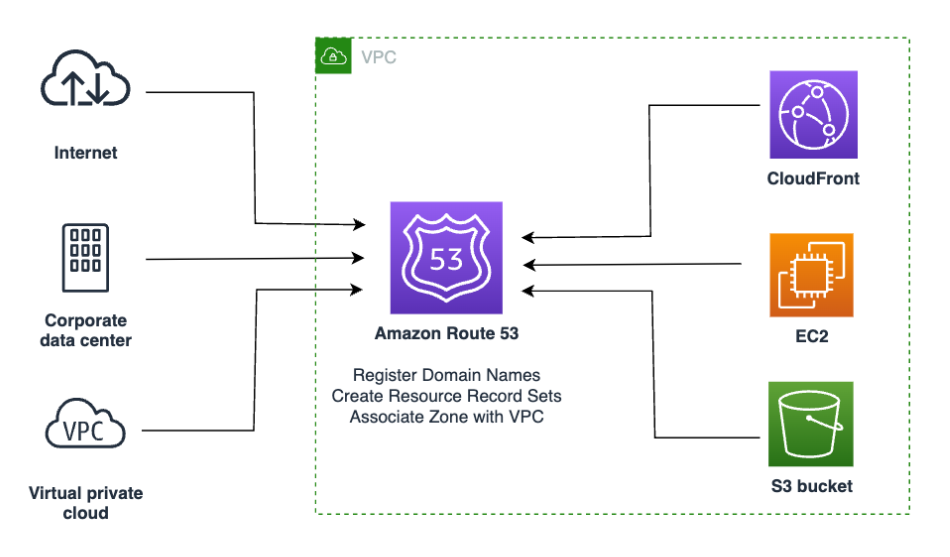 VPC
Internet
Corporate
data center
VPC
Virtual private
cloud
53
Amazon Route 53
Register Domain Names
Create Resource Record Sets
Associate Zone with VPC
CloudFront
EC2
S3 bucket